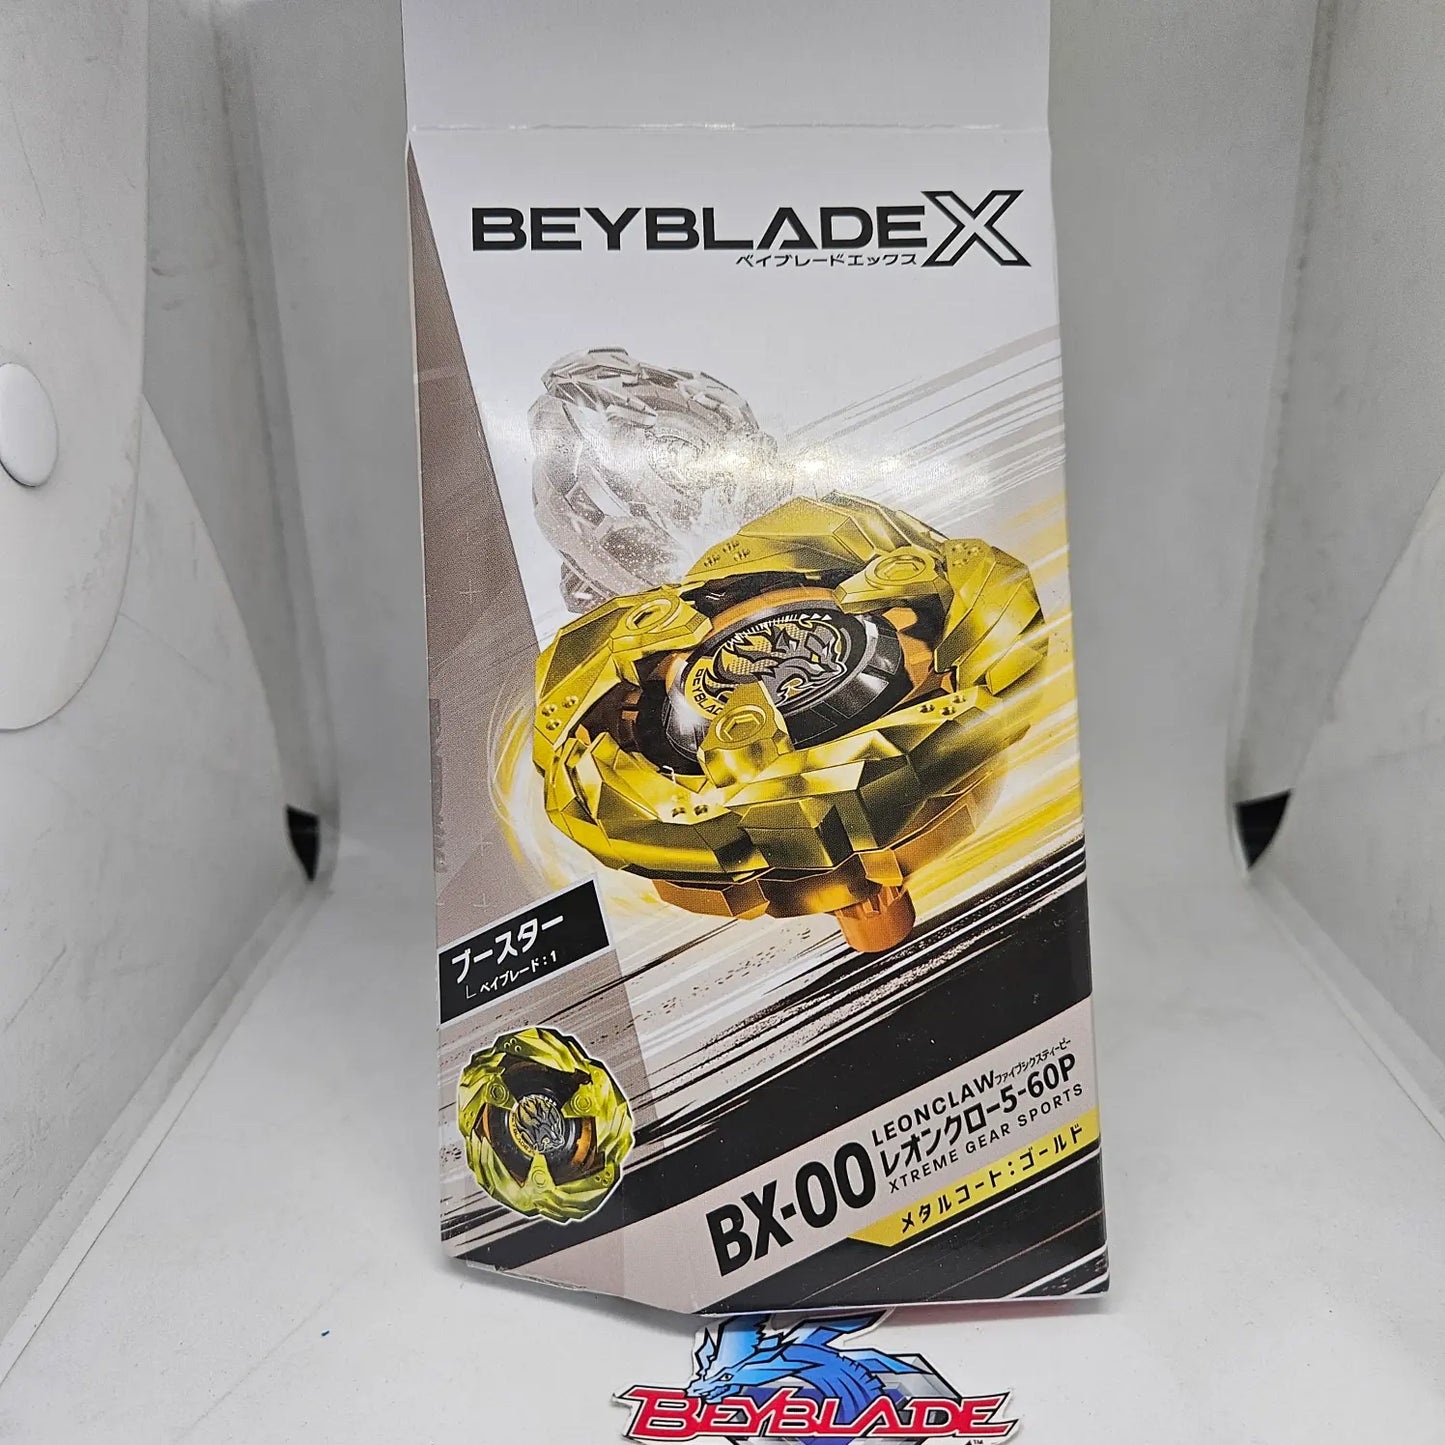 BEYBLADE X
ベイブレードエックス
BEYBLADE
ブースター
ベイブレード:1
LEONCLAW ファイブシックスティーピー
BX-00 レオンクロー5-60P
XTREME GEAR SPORTS
メタルコート:ゴールド
BEYBLADE
TM